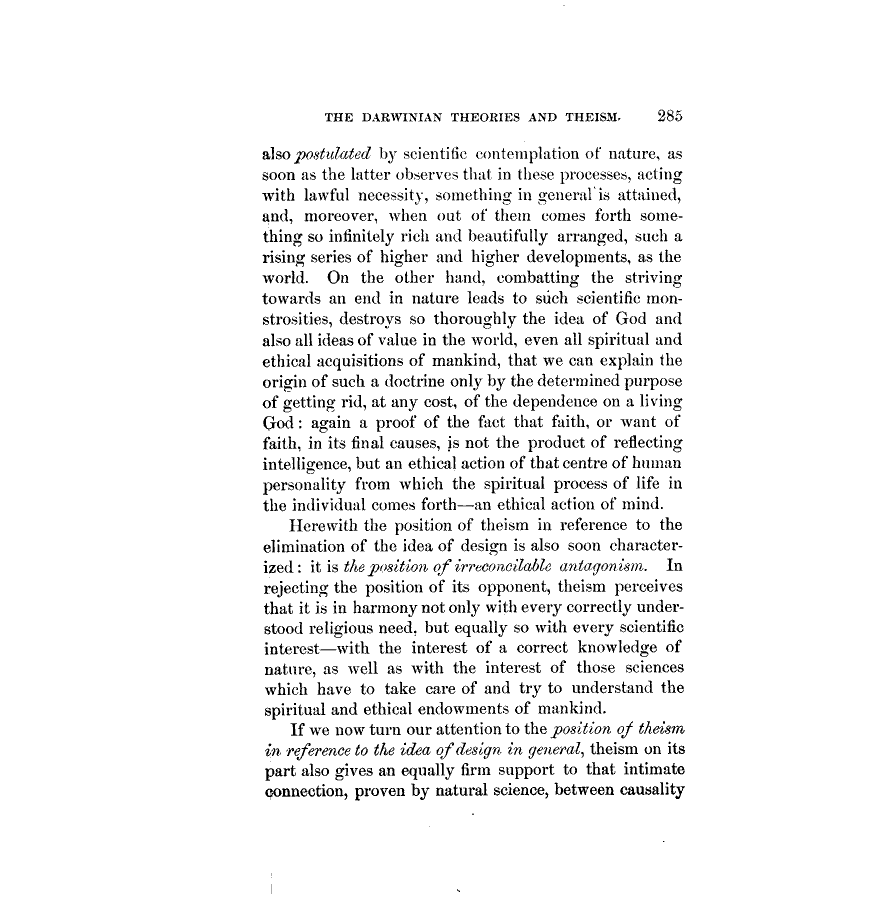 THE DARWINIAN THEORIES AND THEISM. 285
also postulated by scientific contemplation of nature, as
soon as the latter observes that in these processes, acting
with lawful necessity, something in general is attained,
and, moreover, when out of them comes forth some-
thing so infinitely rich and beautifully arranged, such a
rising series of higher and higher developments, as the
world. On the other hand, combatting the striving
towards an end in nature leads to such scientific mon-
strosities, destroys so thoroughly the idea of God and
also all ideas of value in the world, even all spiritual and
ethical acquisitions of mankind, that we can explain the
origin of such a doctrine only by the determined purpose
of getting rid, at any cost, of the dependence on a living
God: again a proof of the fact that faith, or want of
faith, in its final causes, is not the product of reflecting
intelligence, but an ethical action of that centre of human
personality from which the spiritual process of life in
the individual comes forth—an ethical action of mind.
Herewith the position of theism in reference to the
elimination of the idea of design is also soon character-
ized: it is the position of irreconcilable antagonism. In
rejecting the position of its opponent, theism perceives
that it is in harmony not only with every correctly under-
stood religious need, but equally so with every scientific
interest—with the interest of a correct knowledge of
nature, as well as with the interest of those sciences
which have to take care of and try to understand the
spiritual and ethical endowments of mankind.
If we now turn our attention to the position of theism
in reference to the idea of design in general, theism on its
part also gives an equally firm support to that intimate
connection, proven by natural science, between causality